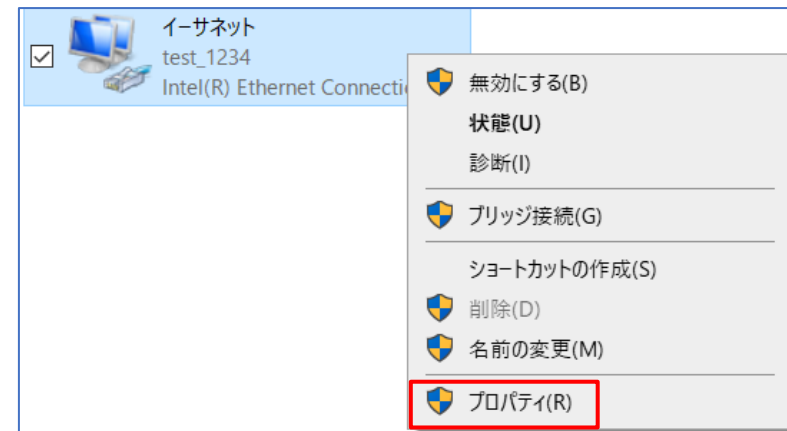 イーサネット
test_1234
Intel(R) Ethernet
無効にする(B)
状態(U)
診断(I)
ブリッジ接続(G)
ショートカットの作成(S)
削除(D)
名前の変更(M)
プロパティ(R)